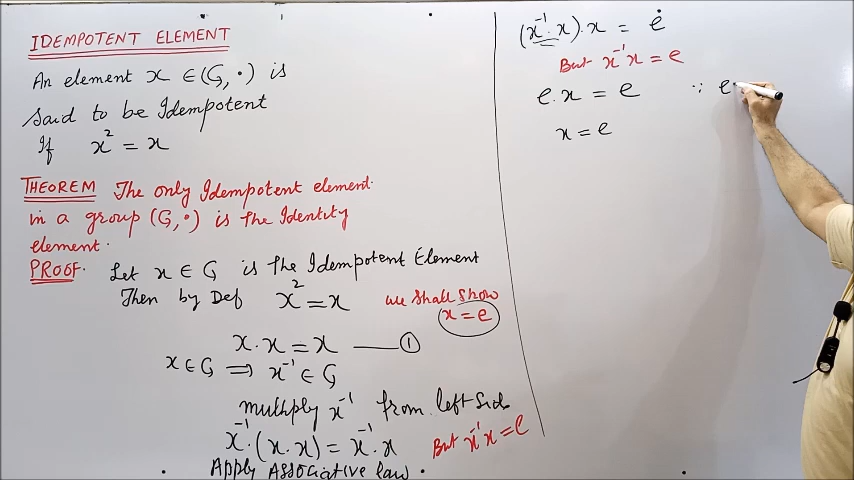 IDEMPOTENT ELEMENT
An element x ∈ (G, •) is
said to be Idempotent
If x² = x
THEOREM The only Idempotent element
in a group (G, •) is the Identity
element.
PROOF. Let x ∈ G is the Idempotent Element
Then by Def x² = x we shall show
x = e
x . x = x —— ①
x ∈ G ⟹ x⁻¹ ∈ G
multiply x⁻¹ from left side
x⁻¹ . (x . x) = x⁻¹ . x But x⁻¹ x = e
Apply Associative law .
(x⁻¹ . x) . x = e
But x⁻¹ x = e
e . x = e ∵ e
x = e